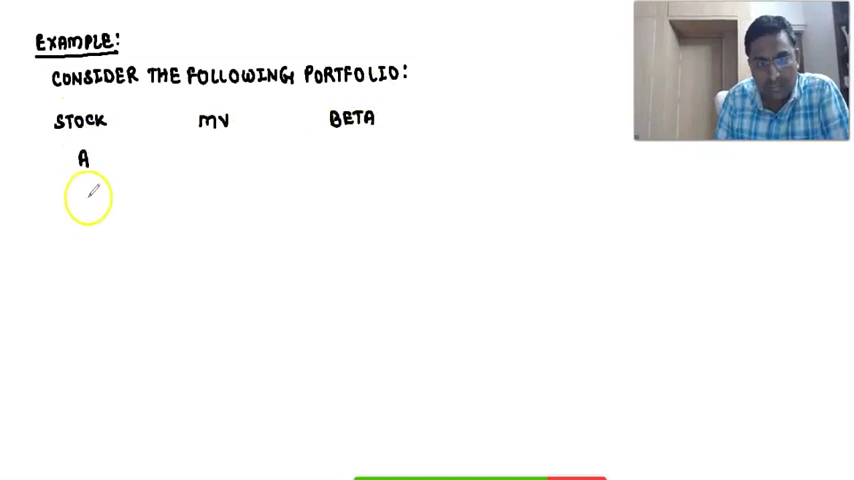 EXAMPLE:
CONSIDER THE FOLLOWING PORTFOLIO:
STOCK MV BETA
A